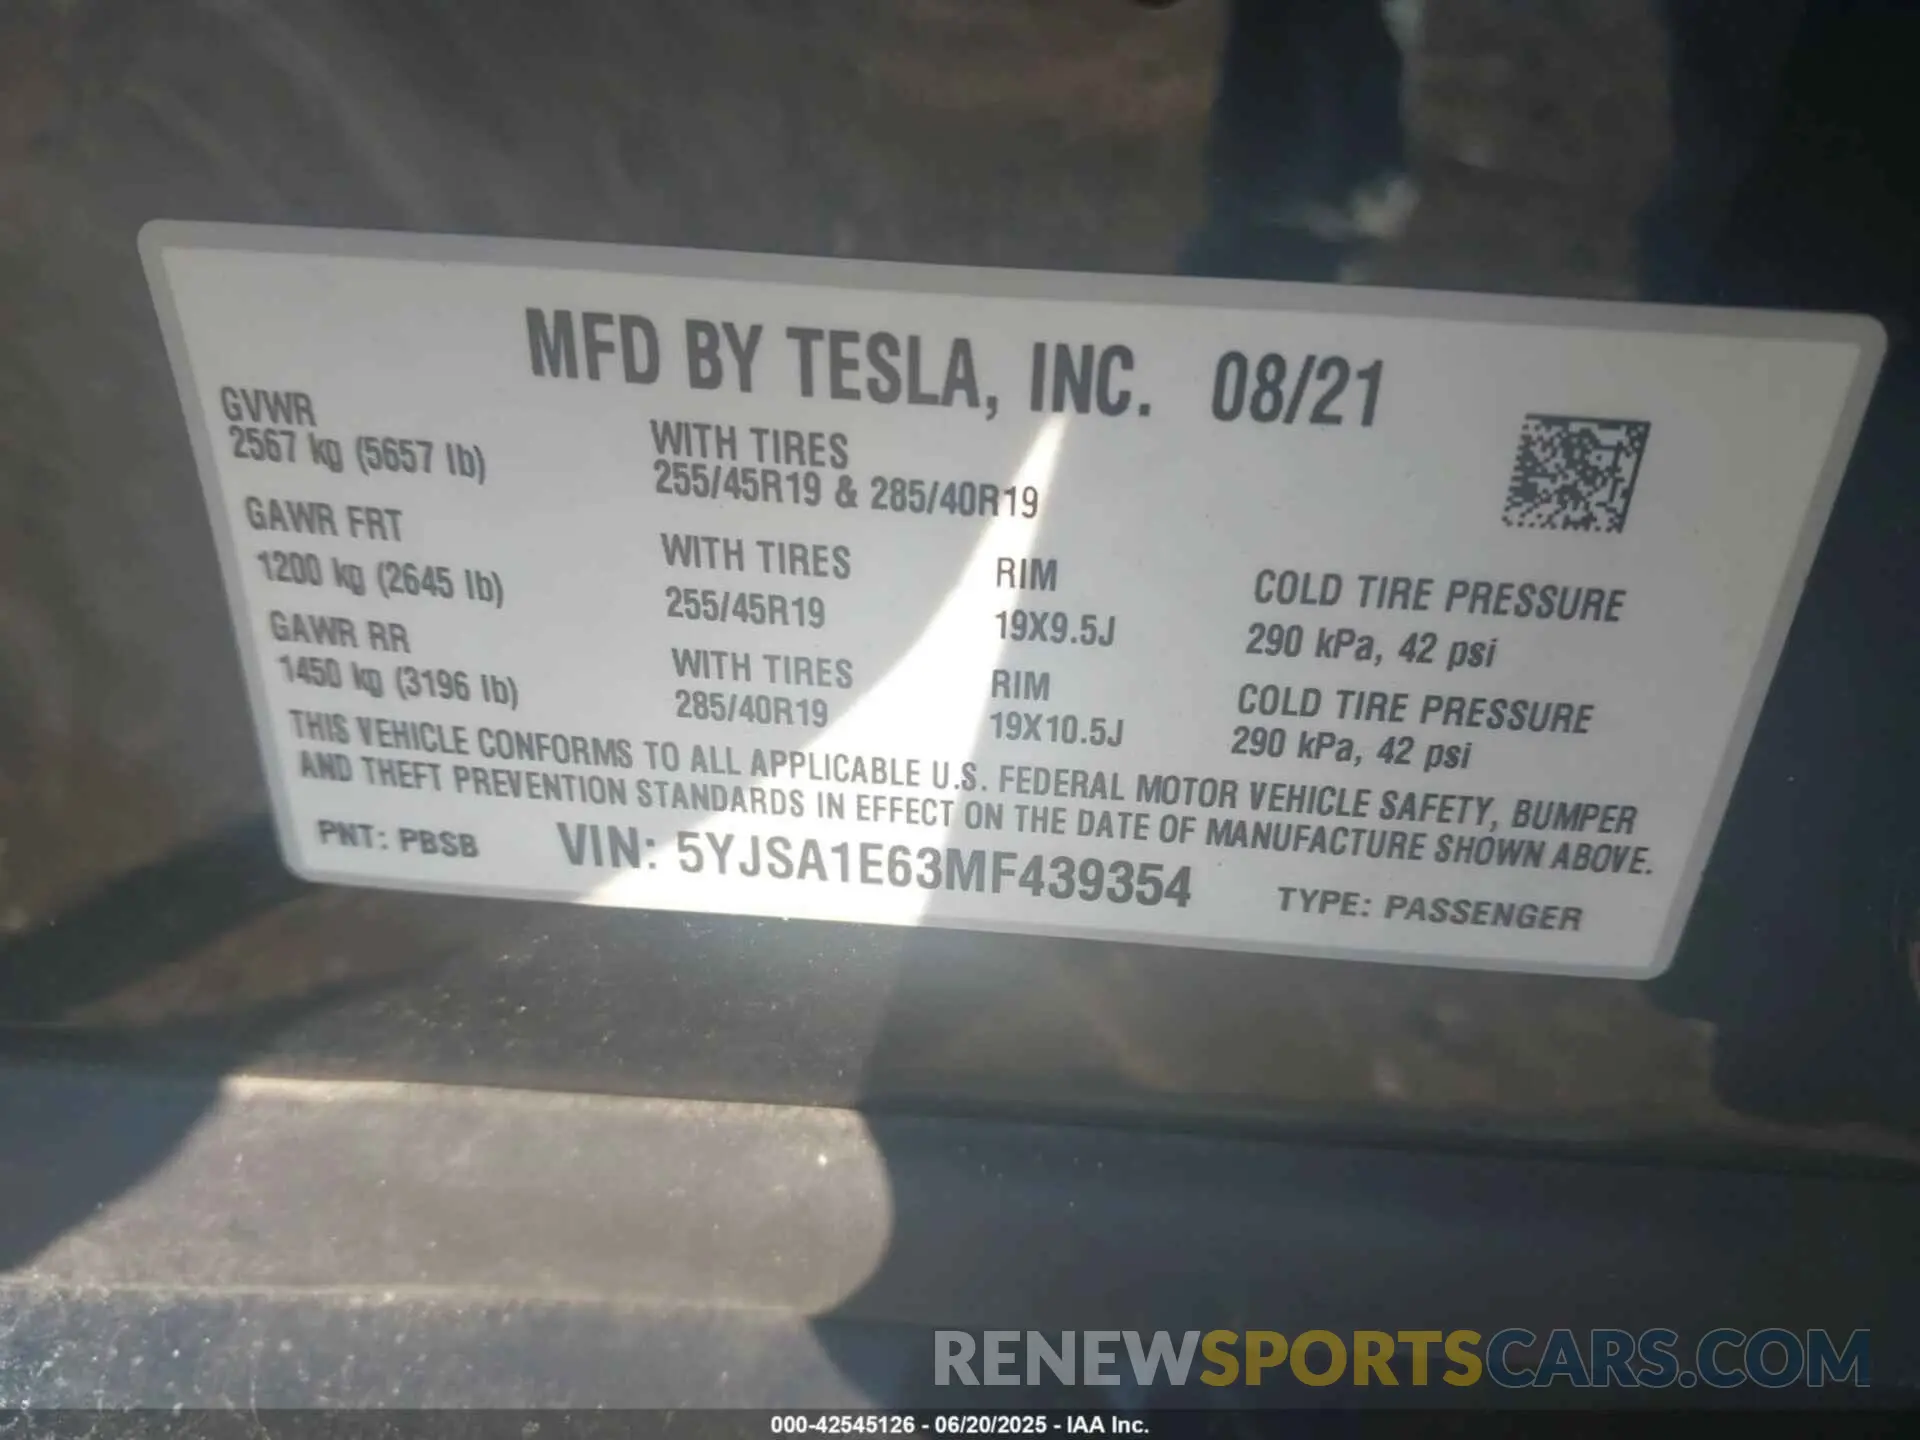 MFD BY TESLA, INC. 08/21
GVWR
2567 kg (5657 lb)
WITH TIRES
255/45R19 & 285/40R19
GAWR FRT
1200 kg (2645 lb)
WITH TIRES
255/45R19
RIM
19X9.5J
COLD TIRE PRESSURE
290 kPa, 42 psi
GAWR RR
1450 kg (3196 lb)
WITH TIRES
285/40R19
RIM
19X10.5J
COLD TIRE PRESSURE
290 kPa, 42 psi
THIS VEHICLE CONFORMS TO ALL APPLICABLE U.S. FEDERAL MOTOR VEHICLE SAFETY, BUMPER
AND THEFT PREVENTION STANDARDS IN EFFECT ON THE DATE OF MANUFACTURE SHOWN ABOVE.
PNT: PBSB VIN: 5YJSA1E63MF439354 TYPE: PASSENGER
RENEWSPORTSCARS.COM
000-42545126 - 06/20/2025 - IAA Inc.